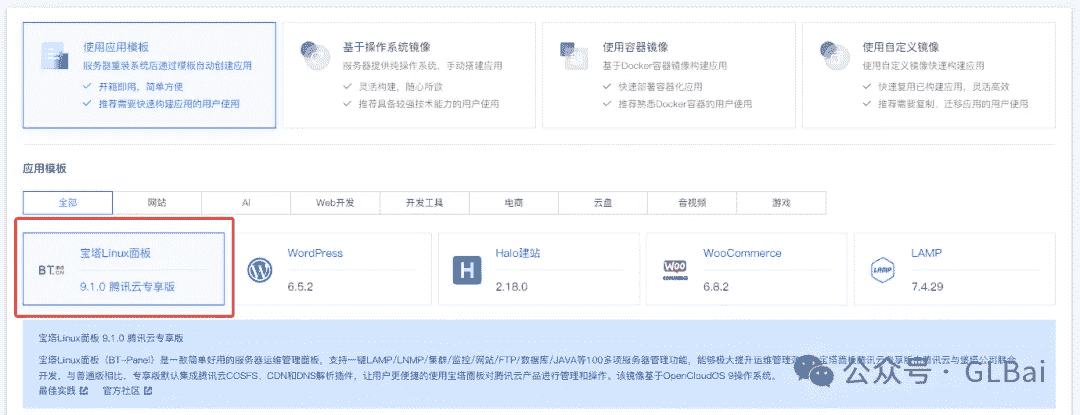 使用应用模板
服务器重装系统后通过模板自动创建应用
开箱即用，简单方便
推荐需要快速构建应用的用户使用
基于操作系统镜像
服务器提供纯操作系统，手动搭建应用
灵活构建，随心所欲
推荐具备较强技术能力的用户使用
使用容器镜像
基于Docker容器镜像构建应用
快速部署容器化应用
推荐熟悉Docker容器的用户使用
使用自定义镜像
使用自定义镜像快速构建应用
快速复用已构建应用，灵活高效
推荐需要复制、迁移应用的用户使用
应用模板
全部 网站 AI Web开发 开发工具 电商 云盘 音视频 游戏
BT.CN
宝塔Linux面板
9.1.0 腾讯云专享版
WordPress
6.5.2
H
Halo建站
2.18.0
WOO
WooCommerce
6.8.2
LAMP
LAMP
7.4.29
宝塔Linux面板 9.1.0 腾讯云专享版
宝塔Linux面板（BT-Panel）是一款简单好用的服务器运维管理面板，支持一键LAMP/LNMP/集群/监控/网站/FTP/数据库/JAVA等100多项服务器管理功能，能够极大提升运维管理
开发，与普通版相比，专享版默认集成腾讯云COSFS、CDN和DNS解析插件，让用户更便捷的使用宝塔面板对腾讯云产品进行管理和操作。该镜像基于OpenCloudOS 9操作系统。
最佳实践 官方社区
公众号 · GLBai